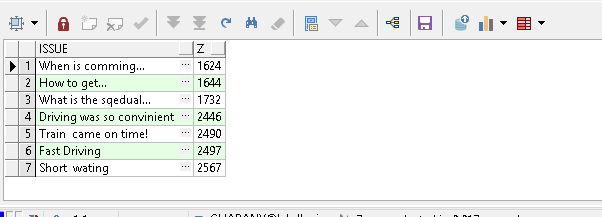 ISSUE Z
1 When is comming... ... 1624
2 How to get... ... 1644
3 What is the sqedual... ... 1732
4 Driving was so convinient ... 2446
5 Train came on time! ... 2490
6 Fast Driving ... 2497
7 Short wating ... 2567